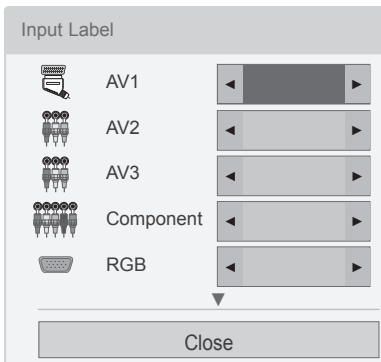 Input Label
AV1
AV2
AV3
Component
RGB
Close